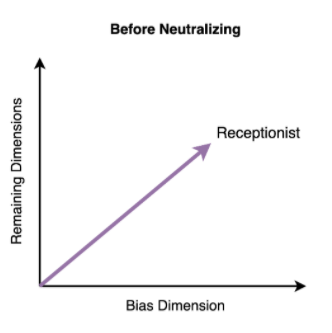 Before Neutralizing
Receptionist
Remaining Dimensions
Bias Dimension